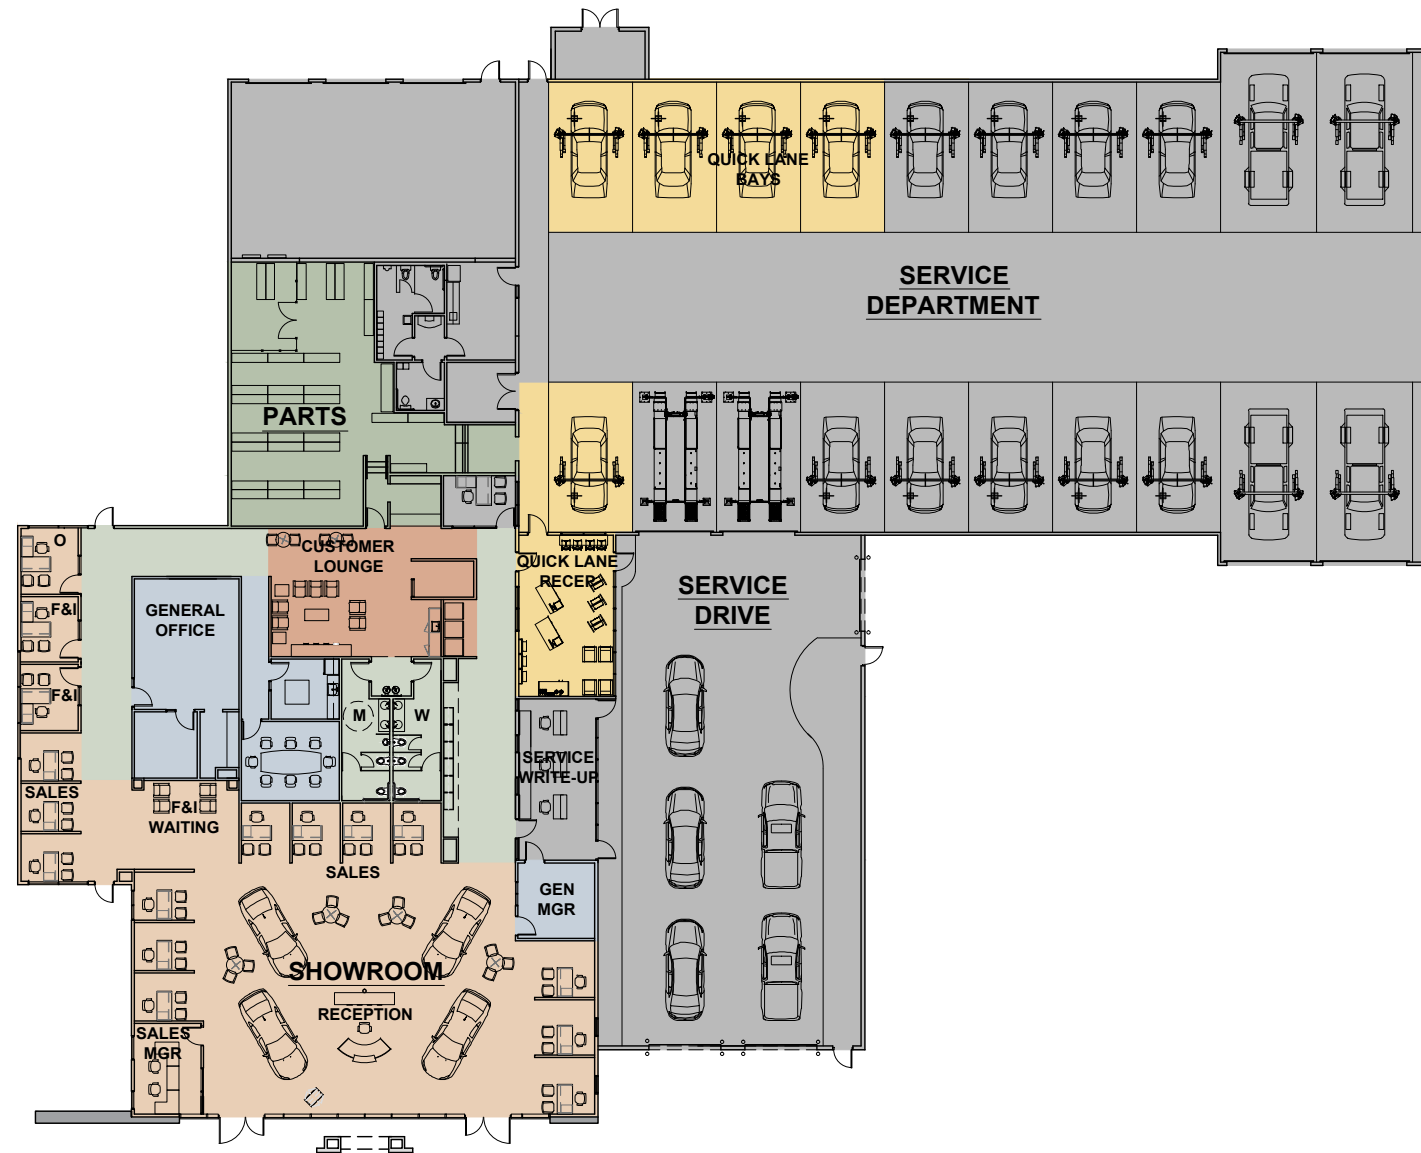 QUICK LANE
BAYS
SERVICE
DEPARTMENT
PARTS
O
CUSTOMER
LOUNGE
QUICK LANE
RECEP
SERVICE
DRIVE
F&I
GENERAL
OFFICE
F&I
M
W
SERVICE
WRITE-UP
SALES
F&I
WAITING
SALES
GEN
MGR
SHOWROOM
RECEPTION
SALES
MGR